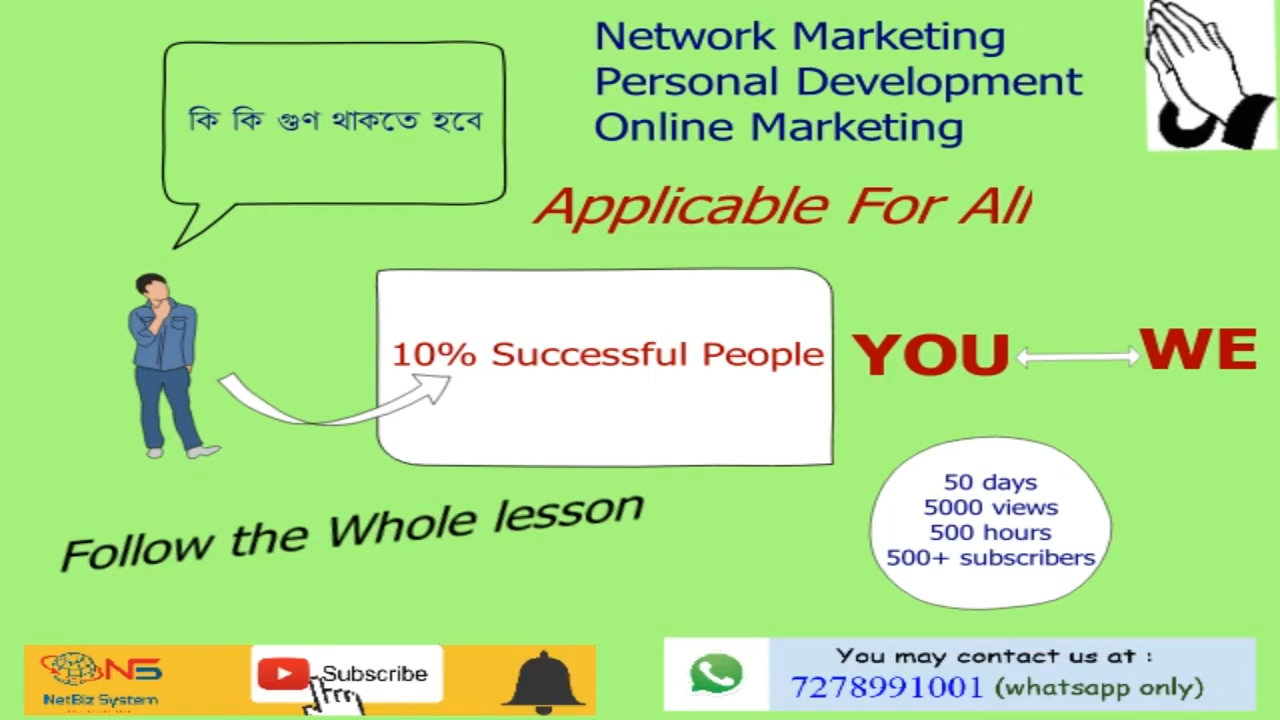 Network Marketing
Personal Development
Online Marketing
কি কি গুণ থাকতে হবে
Applicable For All
10% Successful People
YOU
WE
50 days
5000 views
500 hours
500+ subscribers
Follow the Whole lesson
NS
NetBiz System
Subscribe
You may contact us at :
7278991001 (whatsapp only)